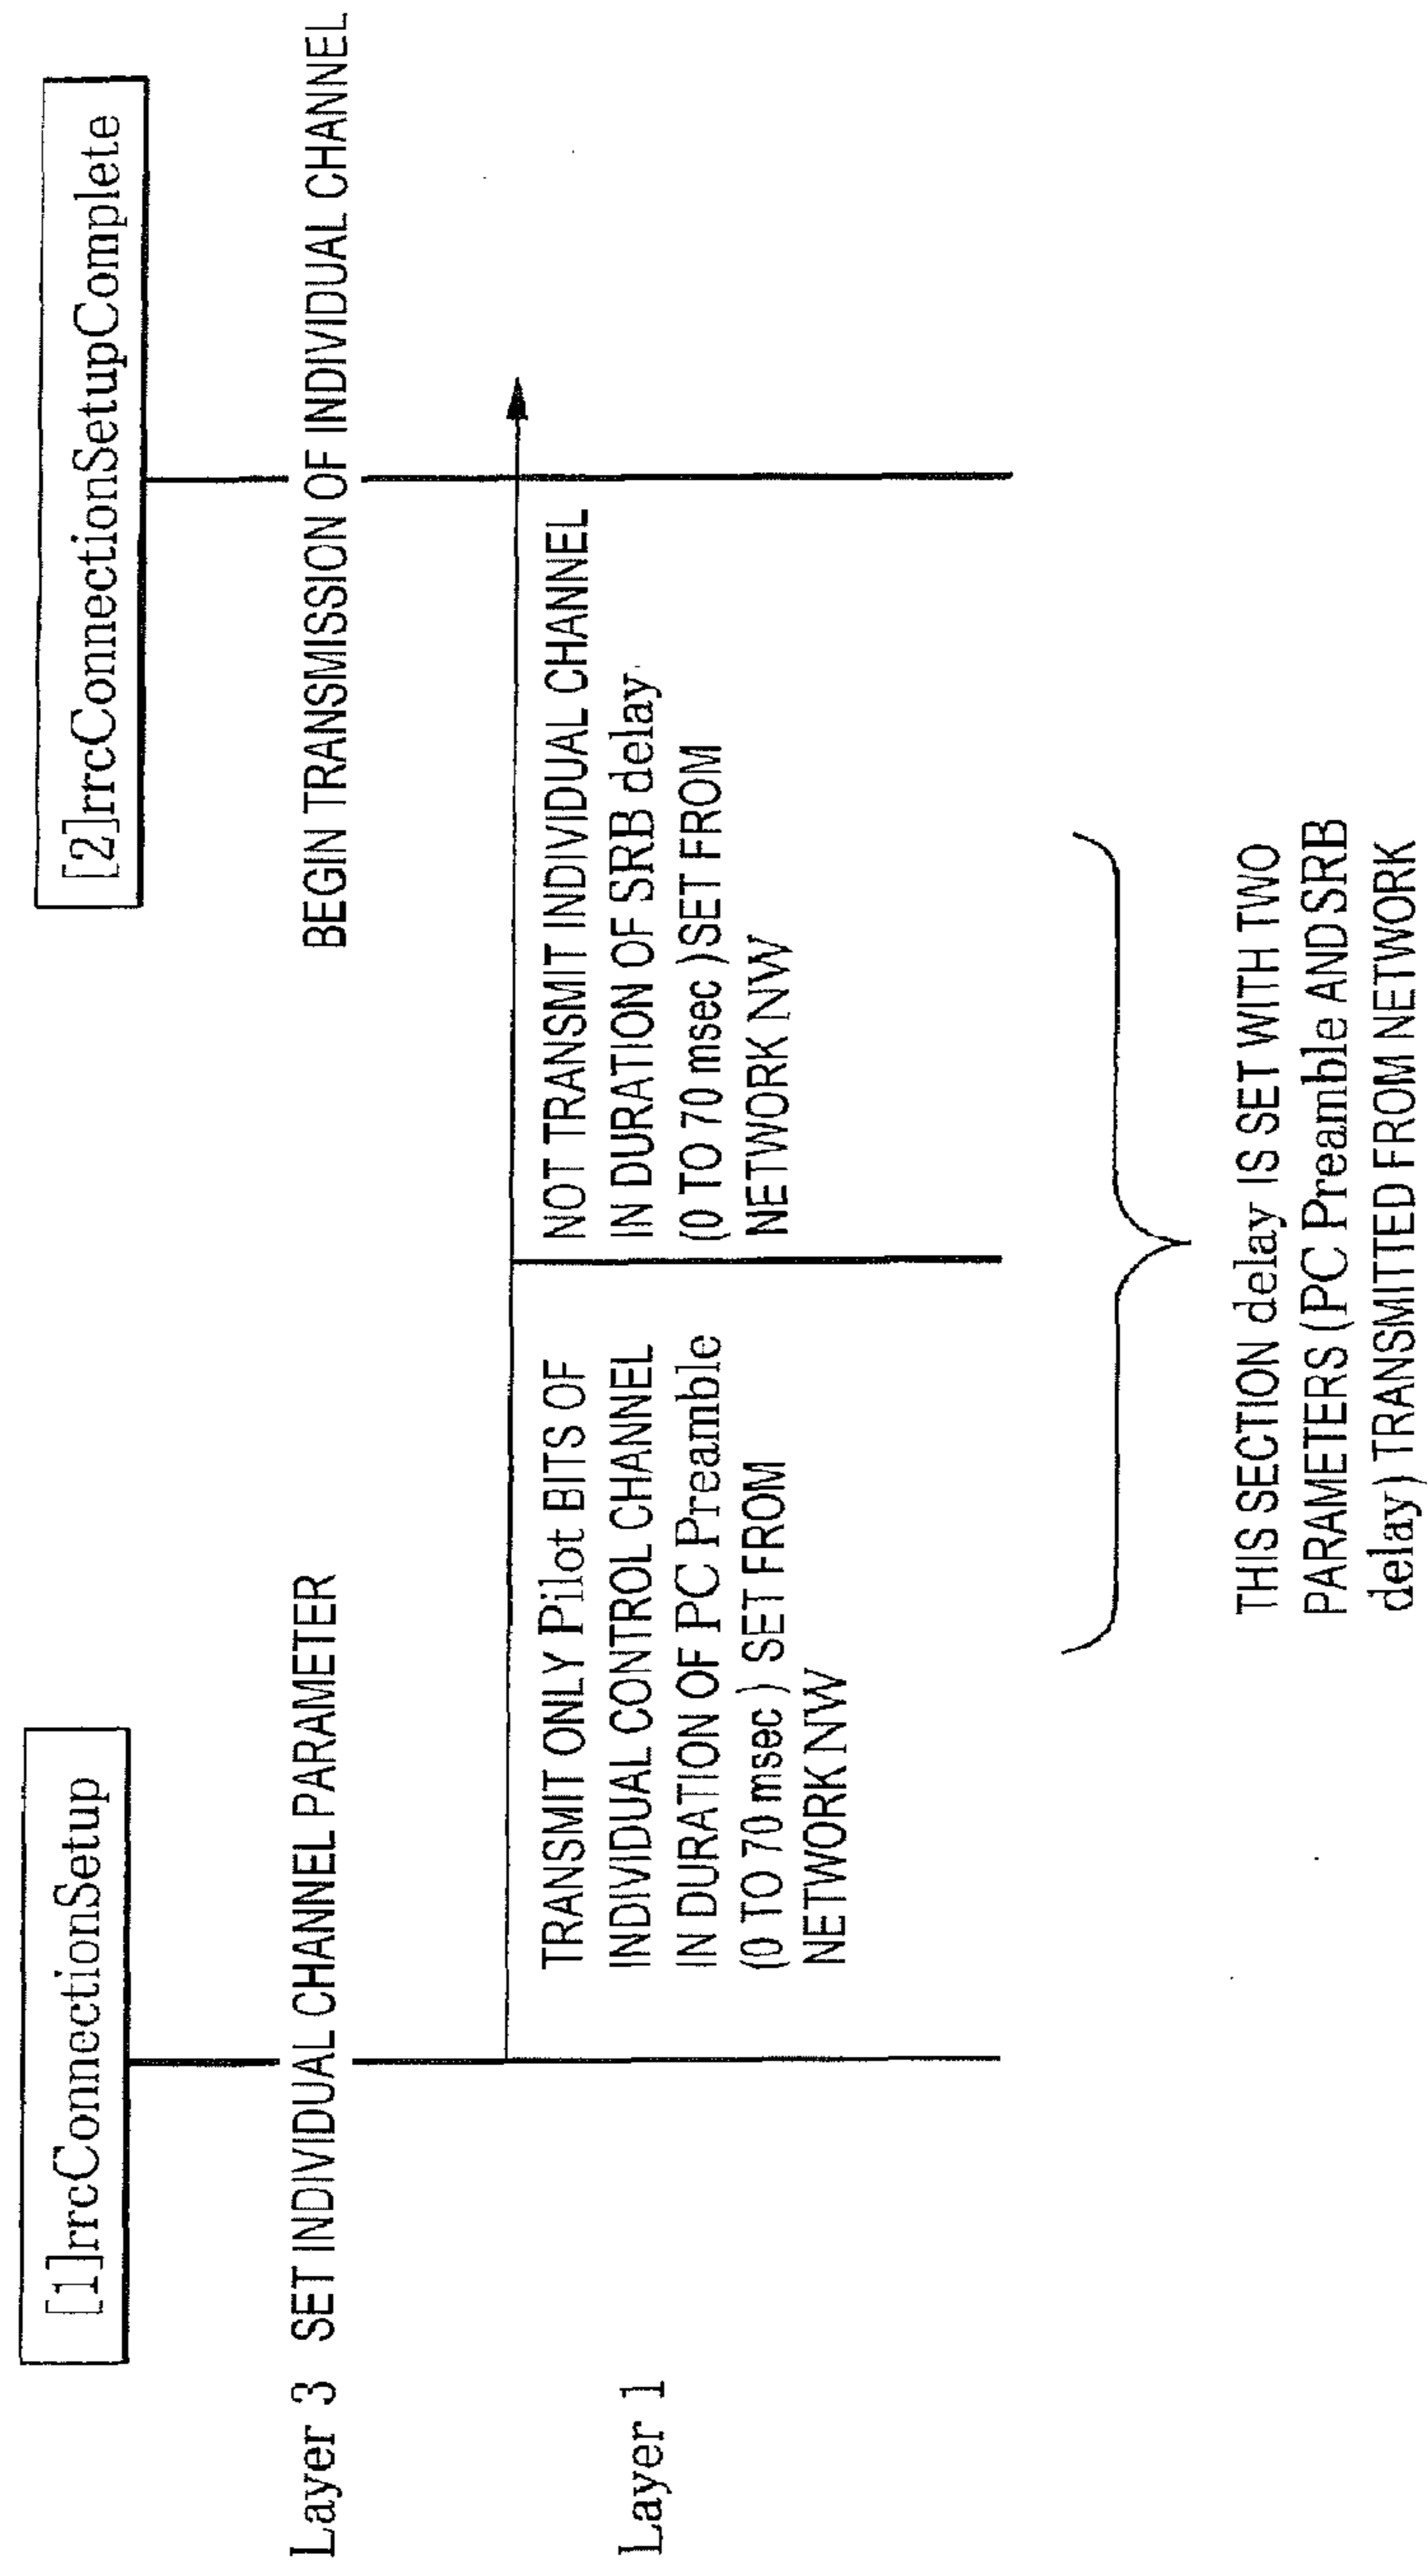 [1]rrcConnectionSetup
[2]rrcConnectionSetupComplete
Layer 3
SET INDIVIDUAL CHANNEL PARAMETER
BEGIN TRANSMISSION OF INDIVIDUAL CHANNEL
Layer 1
TRANSMIT ONLY Pilot BITS OF
INDIVIDUAL CONTROL CHANNEL
IN DURATION OF PC Preamble
(0 TO 70 msec ) SET FROM
NETWORK NW
NOT TRANSMIT INDIVIDUAL CHANNEL
IN DURATION OF SRB delay
(0 TO 70 msec )SET FROM
NETWORK NW
THIS SECTION delay IS SET WITH TWO
PARAMETERS (PC Preamble AND SRB
delay) TRANSMITTED FROM NETWORK